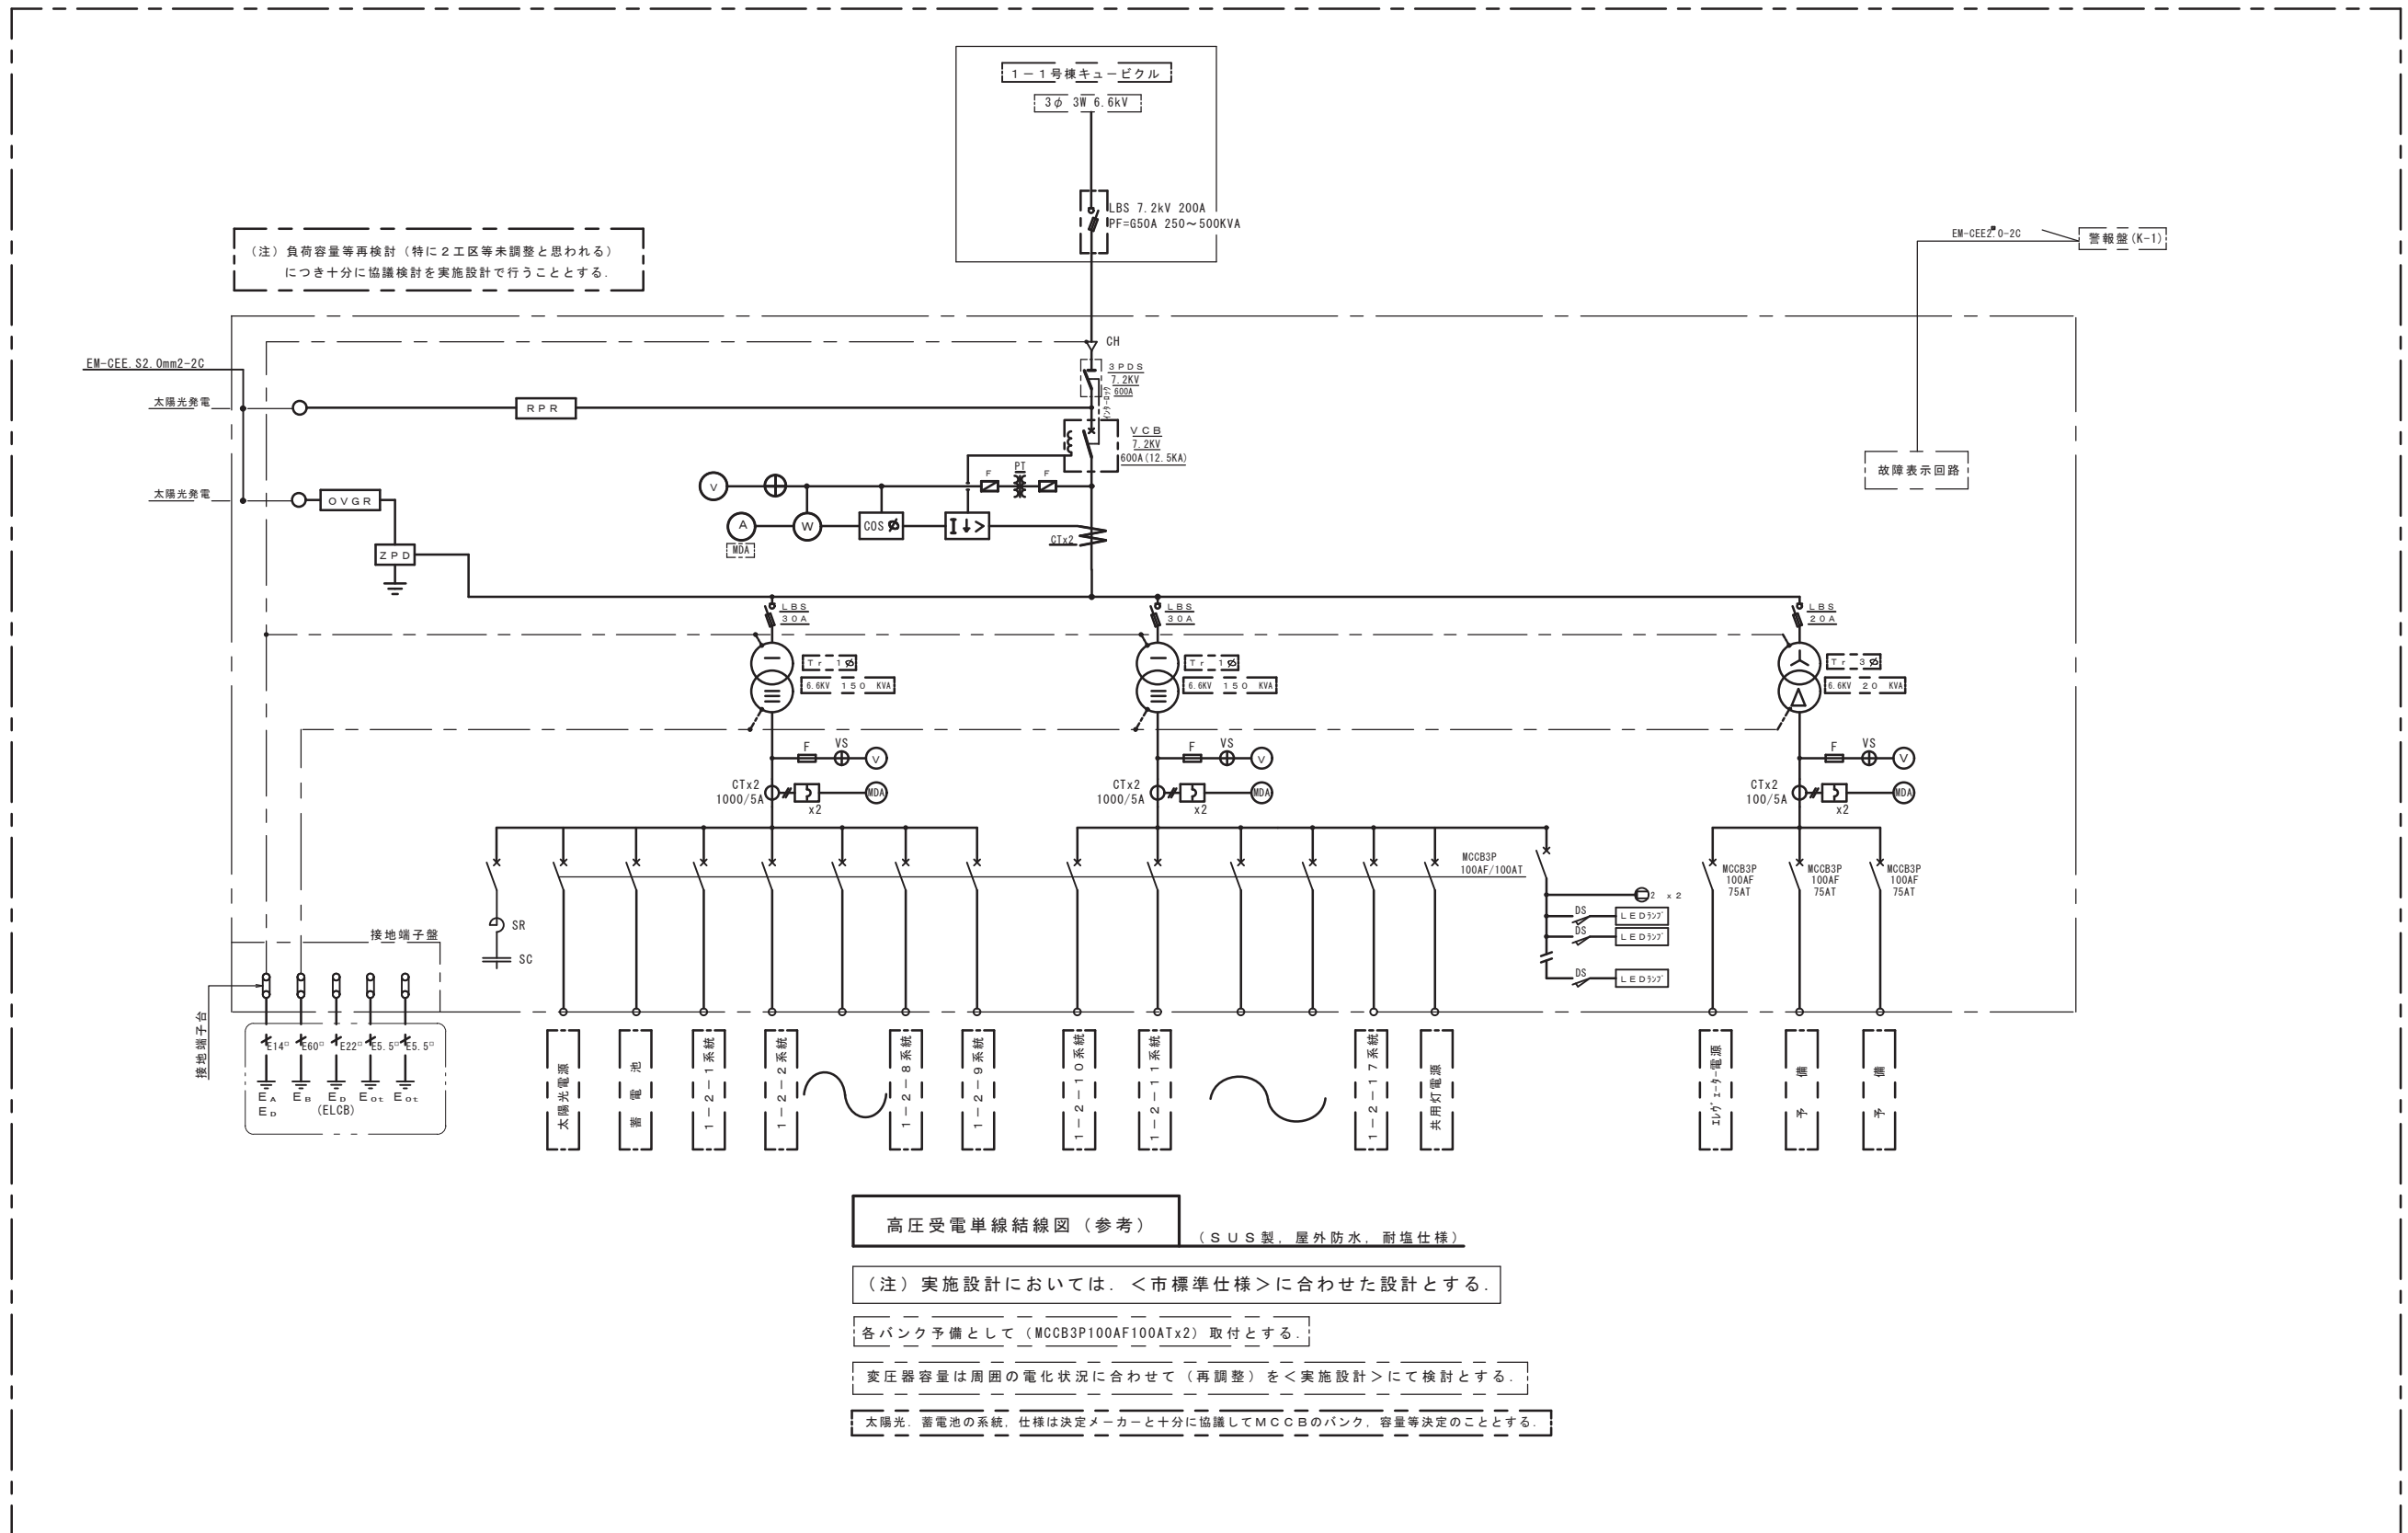 1－1号棟キュービクル
3φ 3W 6.6kV
LBS 7.2kV 200A
PF=G50A 250～500KVA
(注) 負荷容量等再検討 (特に2工区等未調整と思われる)
につき十分に協議検討を実施設計で行うこととする.
EM-CEE2.0-2C
警報盤(K-1)
故障表示回路
CH
3PDS
7.2KV
600A
インターロック
EM-CEE.S2.0mm2-2C
太陽光発電
RPR
VCB
7.2KV
600A(12.5KA)
太陽光発電
OVGR
ZPD
V
F
PT
F
A
MDA
W
COS φ
I↓>
CTx2
LBS
30A
LBS
30A
LBS
20A
Tr 1φ
6.6KV 150 KVA
Tr 1φ
6.6KV 150 KVA
Tr 3φ
6.6KV 20 KVA
F
VS
V
F
VS
V
F
VS
V
CTx2
1000/5A
x2
MDA
CTx2
1000/5A
x2
MDA
CTx2
100/5A
x2
MDA
MCCB3P
100AF/100AT
MCCB3P
100AF
75AT
MCCB3P
100AF
75AT
MCCB3P
100AF
75AT
SR
SC
2 x 2
DS
LEDランプ
DS
LEDランプ
DS
LEDランプ
接地端子盤
接地端子台
E14□
E60□
E22□
E5.5□
E5.5□
EA
ED
EB
ED
(ELCB)
EOt
EOt
太陽光電源
蓄電池
1－2－1系統
1－2－2系統
1－2－8系統
1－2－9系統
1－2－10系統
1－2－11系統
1－2－17系統
共用灯電源
エレヴェーター電源
予備
予備
高圧受電単線結線図 (参考)
(SUS製, 屋外防水, 耐塩仕様)
(注) 実施設計においては. <市標準仕様>に合わせた設計とする.
各バンク予備として (MCCB3P100AF100ATx2) 取付とする.
変圧器容量は周囲の電化状況に合わせて (再調整) を<実施設計>にて検討とする.
太陽光. 蓄電池の系統, 仕様は決定メーカーと十分に協議してMCCBのバンク, 容量等決定のこととする.